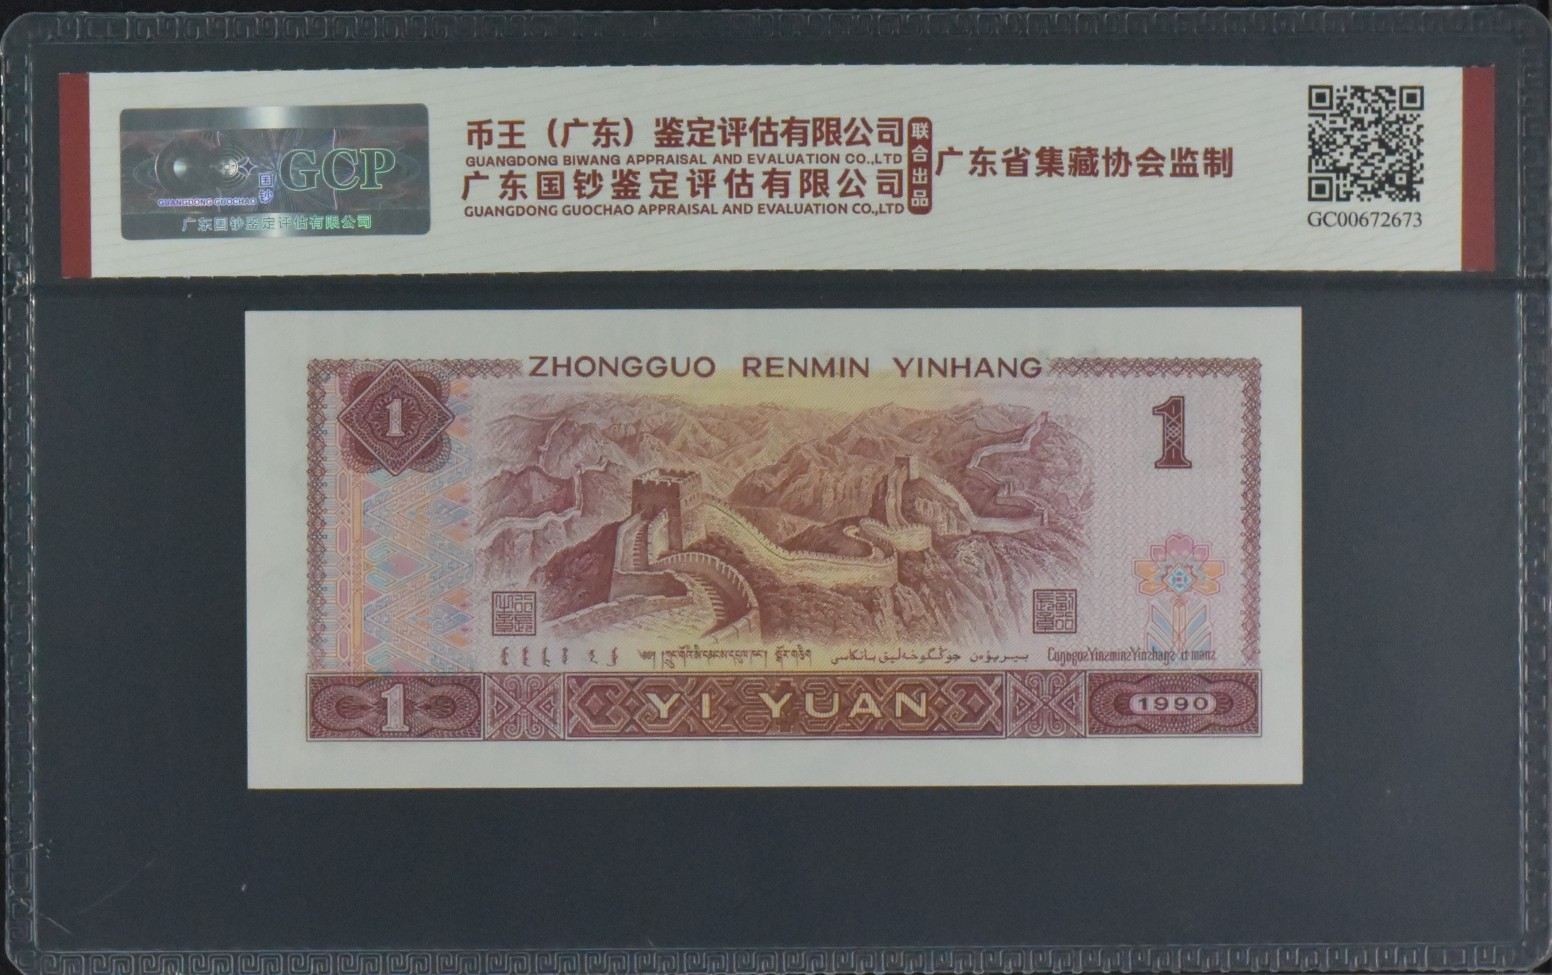 币王（广东）鉴定评估有限公司
GUANGDONG BIWANG APPRAISAL AND EVALUATION CO.,LTD
广东国钞鉴定评估有限公司
GUANGDONG GUOCHAO APPRAISAL AND EVALUATION CO.,LTD
联合出品
广东省集藏协会监制
GC00672673
国钞
GCP
GUANGDONG GUOCHAO
广东国钞鉴定评估有限公司
ZHONGGUO RENMIN YINHANG
1
1
1
YI YUAN
1990